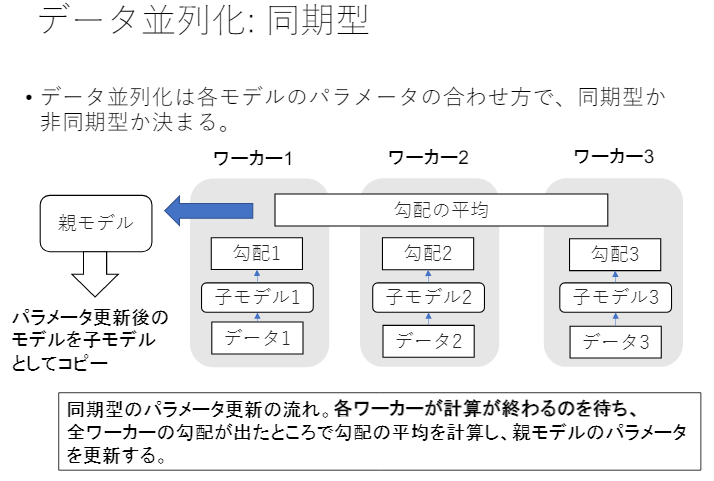 データ並列化: 同期型
• データ並列化は各モデルのパラメータの合わせ方で、同期型か
非同期型か決まる。
ワーカー1
ワーカー2
ワーカー3
親モデル
勾配の平均
勾配1
勾配2
勾配3
子モデル1
子モデル2
子モデル3
データ1
データ2
データ3
パラメータ更新後の
モデルを子モデル
としてコピー
同期型のパラメータ更新の流れ。各ワーカーが計算が終わるのを待ち、
全ワーカーの勾配が出たところで勾配の平均を計算し、親モデルのパラメータ
を更新する。